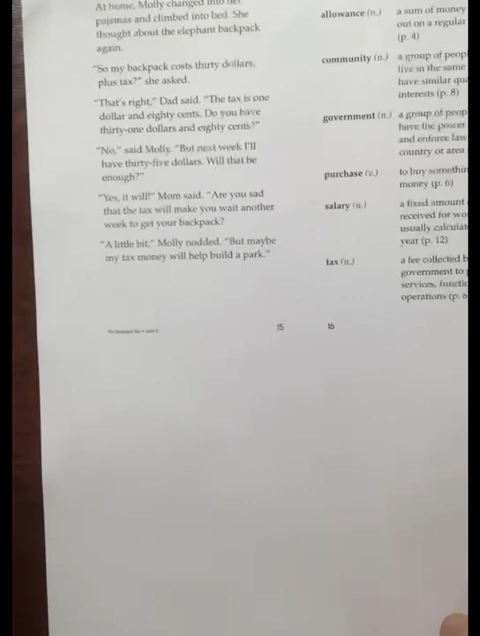 At home, Molly changed into her
pajamas and climbed into bed. She
thought about the elephant backpack
again.
"So my backpack costs thirty dollars,
plus tax?" she asked.
"That's right," Dad said. "The tax is one
dollar and eighty cents. Do you have
thirty-one dollars and eighty cents?"
"No," said Molly. "But next week I'll
have thirty-five dollars. Will that be
enough?"
"Yes, it will!" Mom said. "Are you sad
that the tax will make you wait another
week to get your backpack?
"A little bit," Molly nodded. "But maybe
my tax money will help build a park."
15
allowance (n.) a sum of money
out on a regular
(p. 4)
community (n.) a group of peopl
live in the same
have similar qua
interests (p. 8)
government (n.) a group of peop
have the power
and enforce law
country or area
purchase (v.) to buy somethin
money (p. 6)
salary (n.) a fixed amount
received for wo
usually calculat
year (p. 12)
tax (n.) a fee collected b
government to
services, functio
operations (p.
16